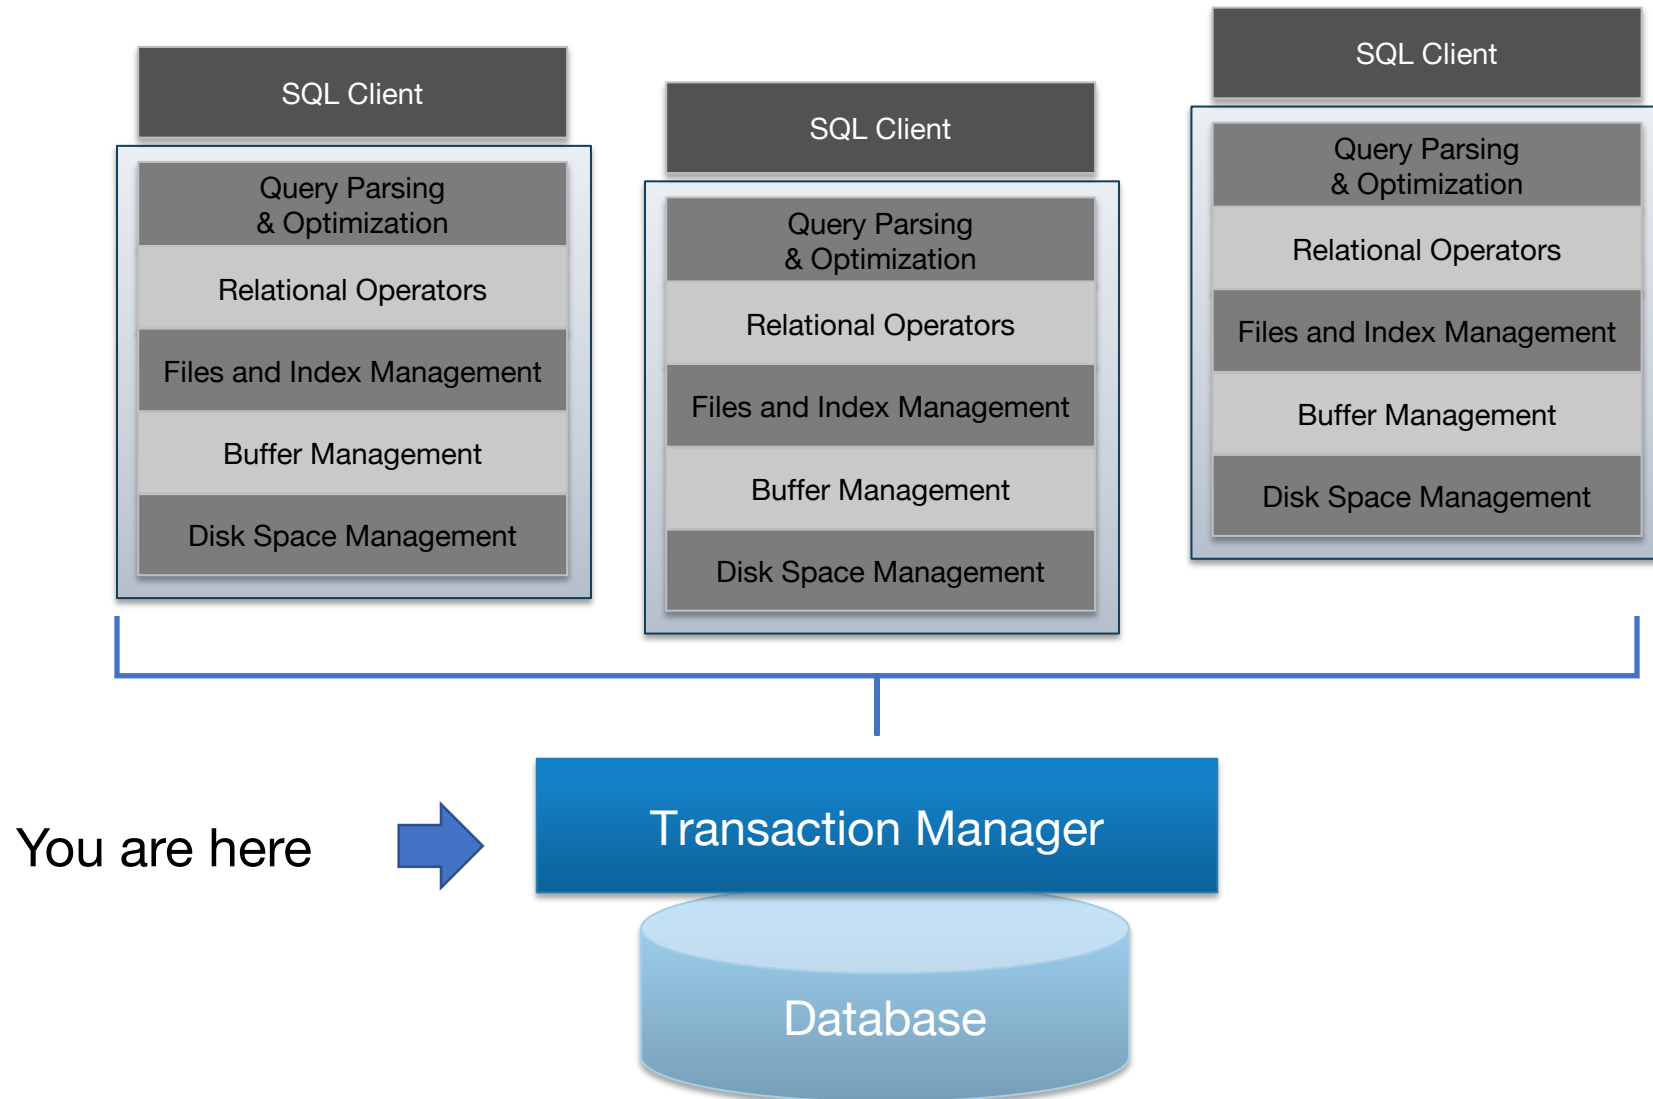 SQL Client
Query Parsing
& Optimization
Relational Operators
Files and Index Management
Buffer Management
Disk Space Management
SQL Client
Query Parsing
& Optimization
Relational Operators
Files and Index Management
Buffer Management
Disk Space Management
SQL Client
Query Parsing
& Optimization
Relational Operators
Files and Index Management
Buffer Management
Disk Space Management
You are here
Transaction Manager
Database